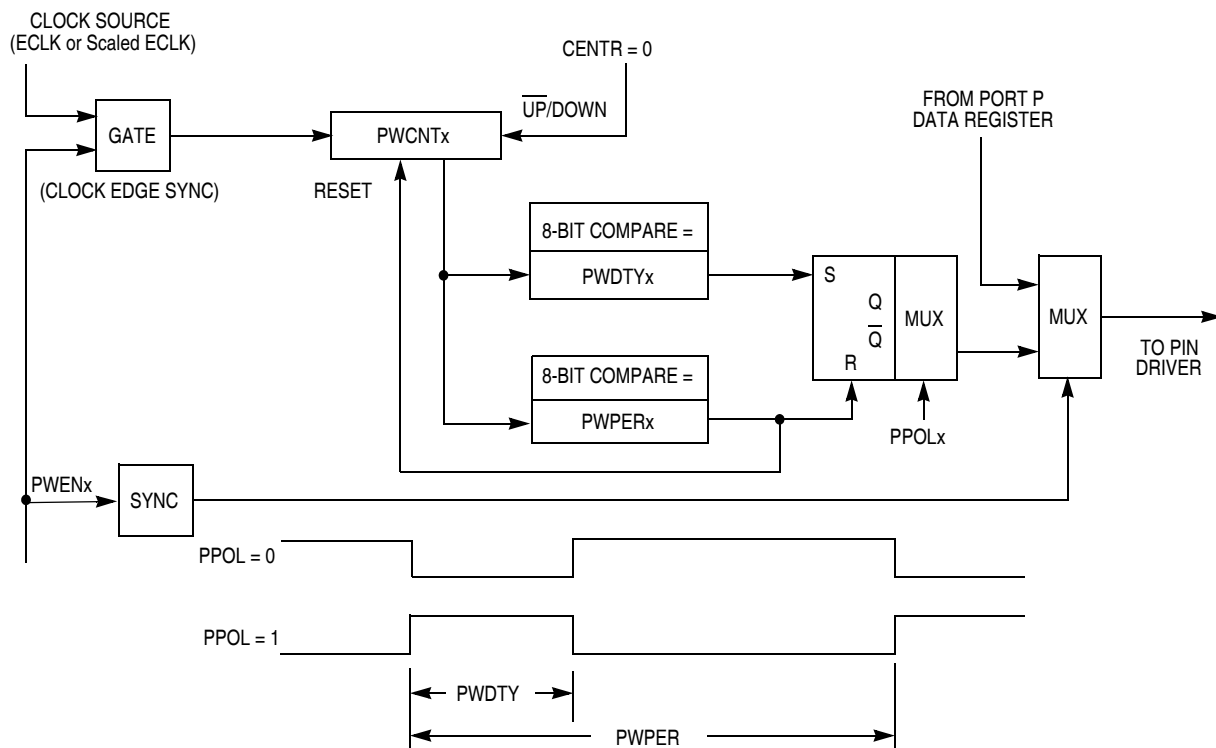 CLOCK SOURCE
(ECLK or Scaled ECLK)
CENTR = 0
UP/DOWN
FROM PORT P
DATA REGISTER
GATE
PWCNTx
(CLOCK EDGE SYNC)
RESET
8-BIT COMPARE =
PWDTYx
S
Q
Q
R
MUX
MUX
TO PIN
DRIVER
8-BIT COMPARE =
PWPERx
PPOLx
PWENx
SYNC
PPOL = 0
PPOL = 1
PWDTY
PWPER